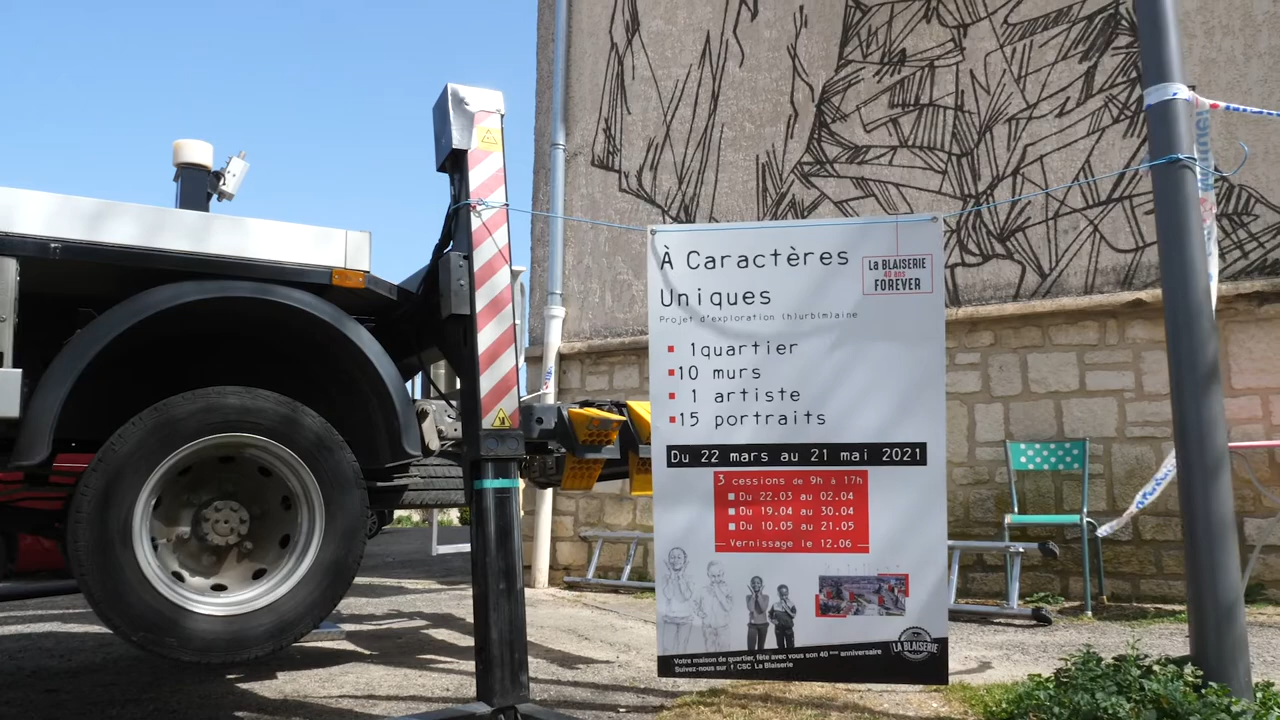 À Caractères
Uniques
Projet d'exploration (h)urb(m)aine
La BLAISERIE
40 ans
FOREVER
1quartier
10 murs
1 artiste
15 portraits
Du 22 mars au 21 mai 2021
3 cessions de 9h à 17h
Du 22.03 au 02.04
Du 19.04 au 30.04
Du 10.05 au 21.05
Vernissage le 12.06
Votre maison de quartier, fête avec vous son 40 ème anniversaire
Suivez-nous sur f CSC La Blaiserie
LA BLAISERIE